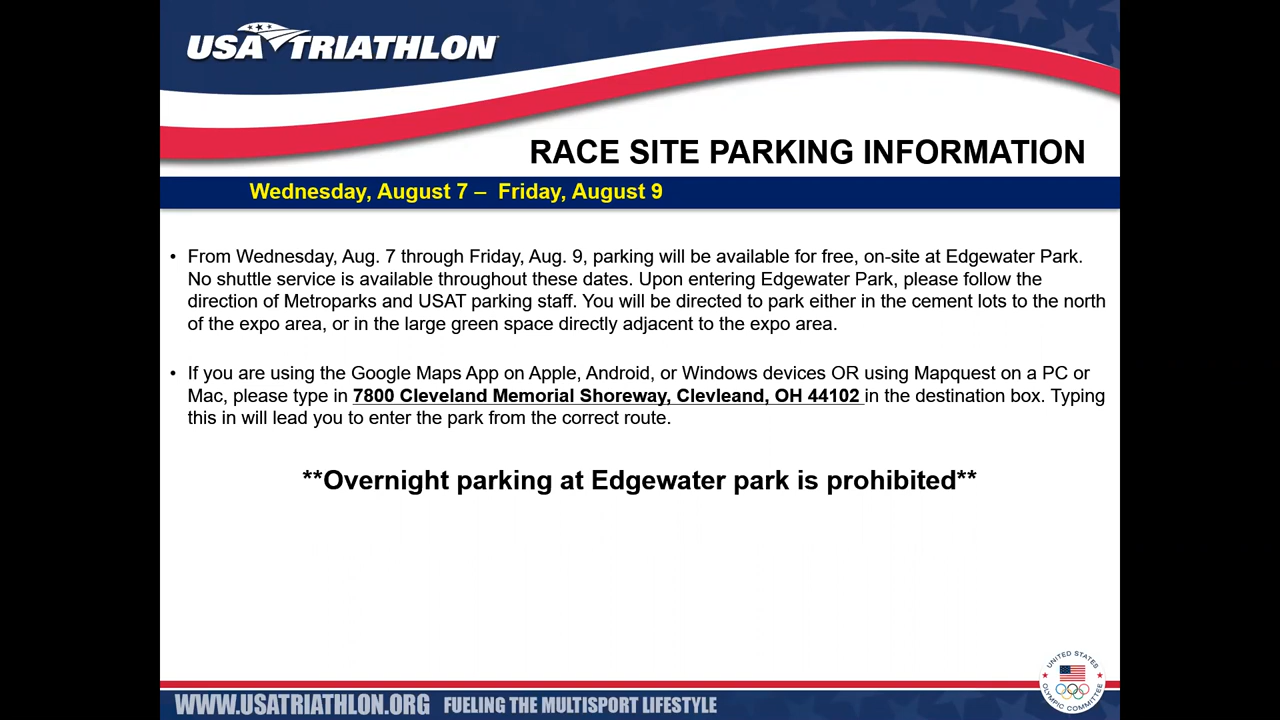 USA TRIATHLON
RACE SITE PARKING INFORMATION
Wednesday, August 7 – Friday, August 9
• From Wednesday, Aug. 7 through Friday, Aug. 9, parking will be available for free, on-site at Edgewater Park.
No shuttle service is available throughout these dates. Upon entering Edgewater Park, please follow the
direction of Metroparks and USAT parking staff. You will be directed to park either in the cement lots to the north
of the expo area, or in the large green space directly adjacent to the expo area.
• If you are using the Google Maps App on Apple, Android, or Windows devices OR using Mapquest on a PC or
Mac, please type in 7800 Cleveland Memorial Shoreway, Clevleand, OH 44102 in the destination box. Typing
this in will lead you to enter the park from the correct route.
**Overnight parking at Edgewater park is prohibited**
UNITED STATES
OLYMPIC COMMITTEE
WWW.USATRIATHLON.ORG FUELING THE MULTISPORT LIFESTYLE